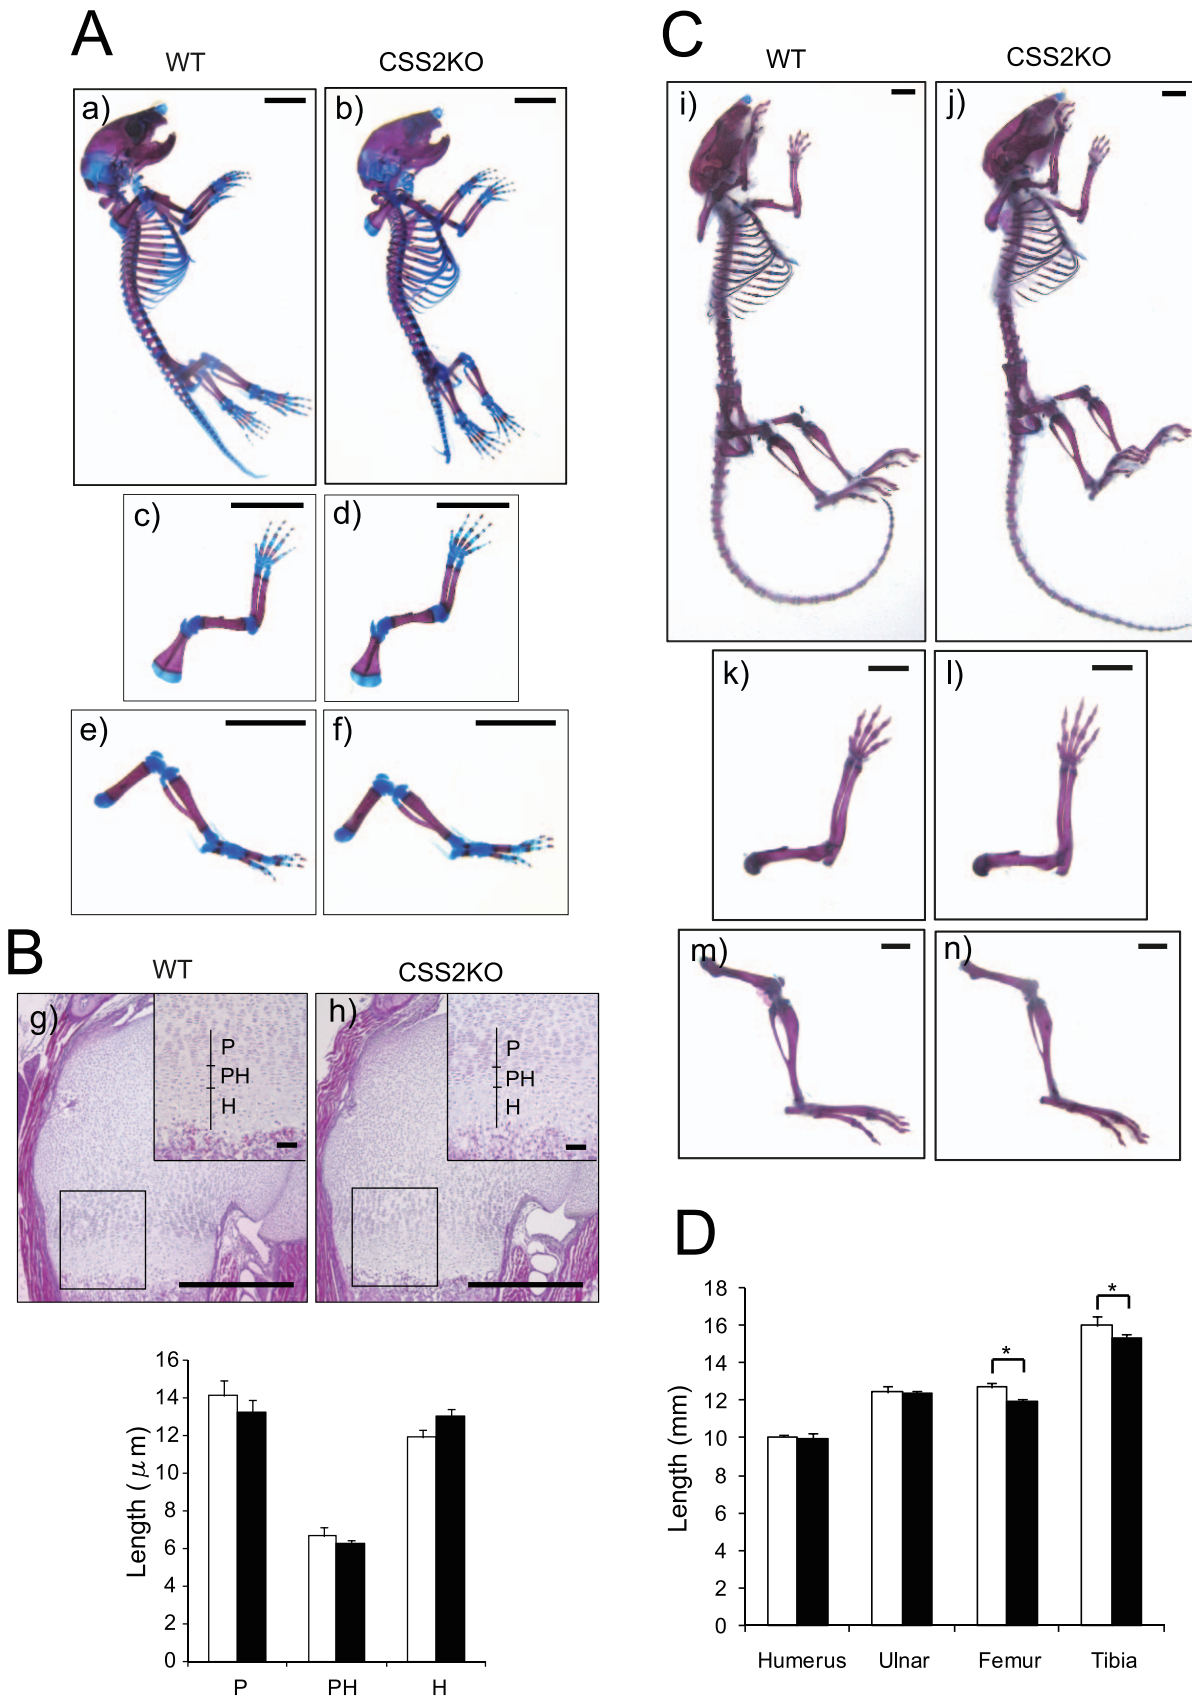 A
WT
CSS2KO
a)
b)
c)
d)
e)
f)
B
WT
CSS2KO
g)
P
PH
H
h)
P
PH
H
16
14
12
10
8
6
4
2
0
Length (μm)
P
PH
H
C
WT
CSS2KO
i)
j)
k)
l)
m)
n)
D
18
16
14
12
10
8
6
4
2
0
Length (mm)
*
*
Humerus
Ulnar
Femur
Tibia